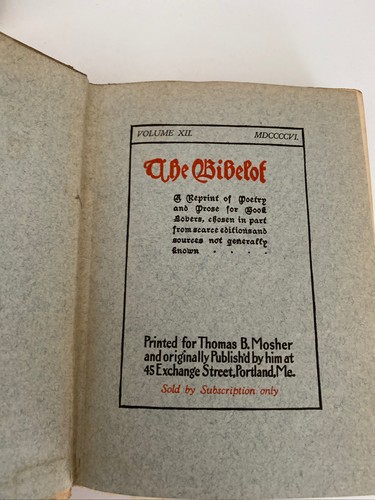 VOLUME XII. MDCCCCVI.
The Bibelot
A Reprint of Poetry
and Prose for Book
Lovers, chosen in part
from scarce editions and
sources not generally
known . . . .
Printed for Thomas B. Mosher
and originally Publish'd by him at
45 Exchange Street, Portland, Me.
Sold by Subscription only